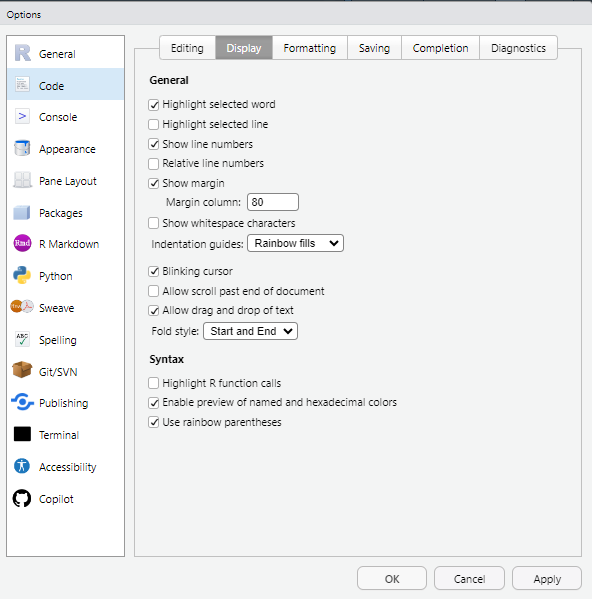 Options
General
Code
Console
Appearance
Pane Layout
Packages
R Markdown
Python
Sweave
Spelling
Git/SVN
Publishing
Terminal
Accessibility
Copilot
Editing Display Formatting Saving Completion Diagnostics
General
Highlight selected word
Highlight selected line
Show line numbers
Relative line numbers
Show margin
Margin column: 80
Show whitespace characters
Indentation guides: Rainbow fills
Blinking cursor
Allow scroll past end of document
Allow drag and drop of text
Fold style: Start and End
Syntax
Highlight R function calls
Enable preview of named and hexadecimal colors
Use rainbow parentheses
OK Cancel Apply